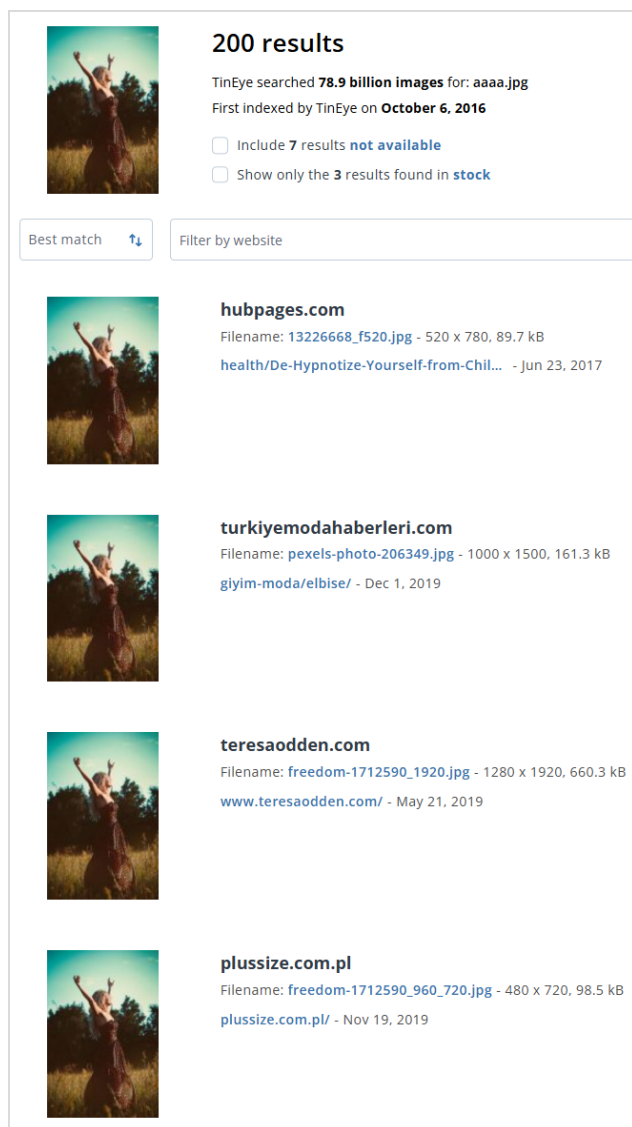 200 results
TinEye searched 78.9 billion images for: aaaa.jpg
First indexed by TinEye on October 6, 2016
Include 7 results not available
Show only the 3 results found in stock
Best match
Filter by website
hubpages.com
Filename: 13226668_f520.jpg - 520 x 780, 89.7 kB
health/De-Hypnotize-Yourself-from-Chil... - Jun 23, 2017
turkiyemodahaberleri.com
Filename: pexels-photo-206349.jpg - 1000 x 1500, 161.3 kB
giyim-moda/elbise/ - Dec 1, 2019
teresaodden.com
Filename: freedom-1712590_1920.jpg - 1280 x 1920, 660.3 kB
www.teresaodden.com/ - May 21, 2019
plussize.com.pl
Filename: freedom-1712590_960_720.jpg - 480 x 720, 98.5 kB
plussize.com.pl/ - Nov 19, 2019